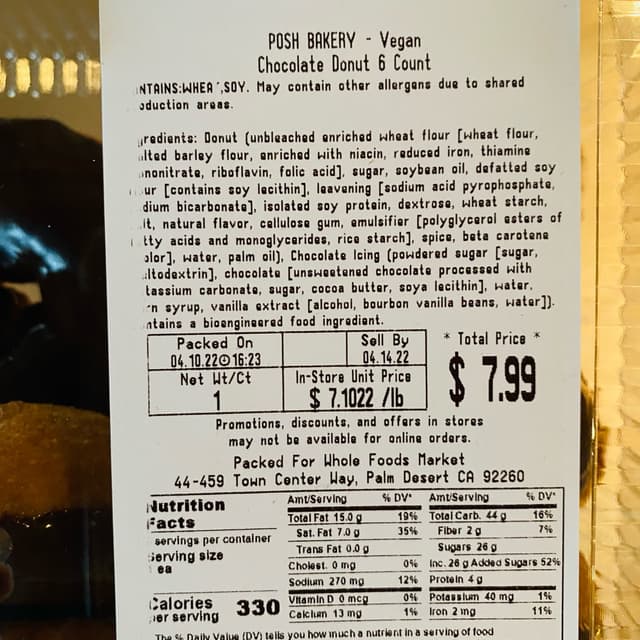 POSH BAKERY - Vegan
Chocolate Donut 6 Count
NTAINS:WHEA ,SOY. May contain other allergens due to shared
oduction areas.
redients: Donut (unbleached enriched wheat flour [wheat flour,
lted barley flour, enriched with niacin, reduced iron, thiamine
nonitrate, riboflavin, folic acid], sugar, soybean oil, defatted soy
ur [contains soy lecithin], leavening [sodium acid pyrophosphate,
dium bicarbonate], isolated soy protein, dextrose, wheat starch,
lt, natural flavor, cellulose gum, emulsifier [polyglycerol esters of
tty acids and monoglycerides, rice starch], spice, beta carotene
olor], water, palm oil), Chocolate Icing (powdered sugar [sugar,
ltodextrin], chocolate [unsweetened chocolate processed with
tassium carbonate, sugar, cocoa butter, soya lecithin], water,
rn syrup, vanilla extract [alcohol, bourbon vanilla beans, water]).
ntains a bioengineered food ingredient.
Packed On Sell By * Total Price *
04.10.22 16:23 04.14.22
$ 7.99
Net Wt/Ct In-Store Unit Price
1 $ 7.1022 /lb
Promotions, discounts, and offers in stores
may not be available for online orders.
Packed For Whole Foods Market
44-459 Town Center Way, Palm Desert CA 92260
Nutrition
Facts
servings per container
Serving size
ea
Calories
per serving 330
Amt/Serving % DV*
Total Fat 15.0 g 19%
Sat. Fat 7.0 g 35%
Trans Fat 0.0 g
Cholest. 0 mg 0%
Sodium 270 mg 12%
Vitamin D 0 mcg 0%
Calcium 13 mg 1%
Amt/Serving % DV*
Total Carb. 44 g 16%
Fiber 2 g 7%
Sugars 26 g
Inc. 26 g Added Sugars 52%
Protein 4 g
Potassium 40 mg 1%
Iron 2 mg 11%
The % Daily Value (DV) tells you how much a nutrient in a serving of food